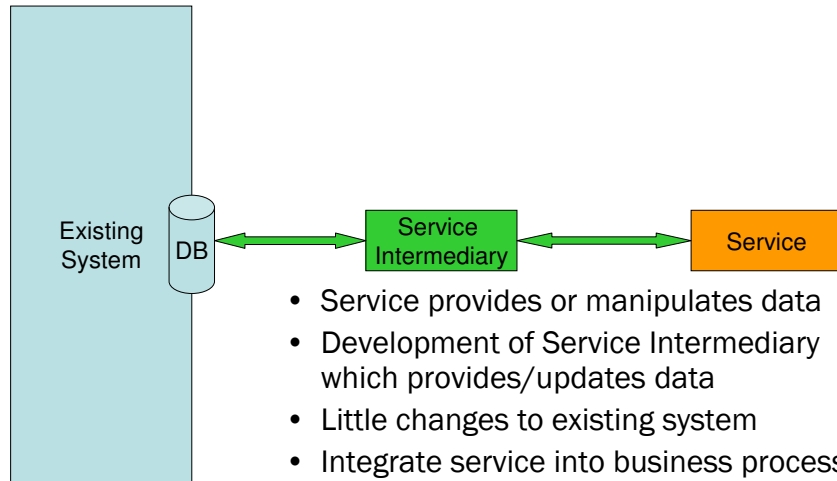 Existing
System
DB
Service
Intermediary
Service
• Service provides or manipulates data
• Development of Service Intermediary
which provides/updates data
• Little changes to existing system
• Integrate service into business process